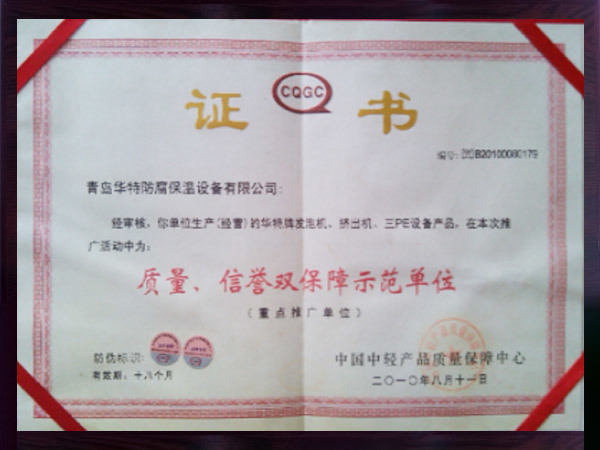 CQGC
证书
编号:(质)B20100080179
青岛华特防腐保温设备有限公司:
经审核,你单位生产(经营)的华特牌发泡机、挤出机、三PE设备产品,在本次推
广活动中为:
质量、信誉双保障示范单位
(重点推广单位)
防伪标识:
有效期:十八个月
中国中轻产品质量保障中心
二〇一〇年八月十一日